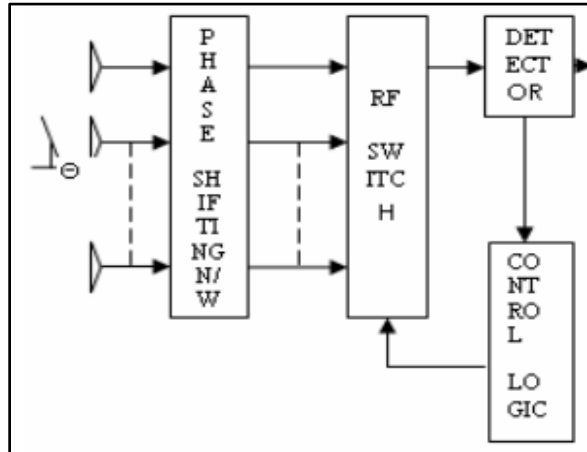 P
H
A
S
E
SH
IF
TI
NG
N/
W
RF
SW
ITC
H
DET
ECT
OR
CO
NT
RO
L
LO
GIC
Θ